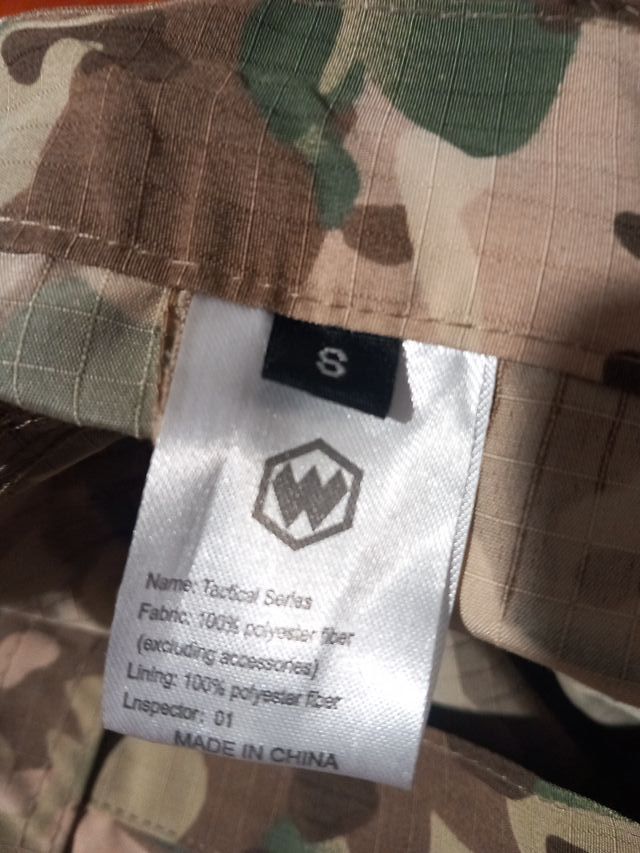 S
W
Name: Tactical Series
Fabric: 100% polyester fiber
(excluding accessories)
Lining: 100% polyester fiber
Lnspector: 01
MADE IN CHINA